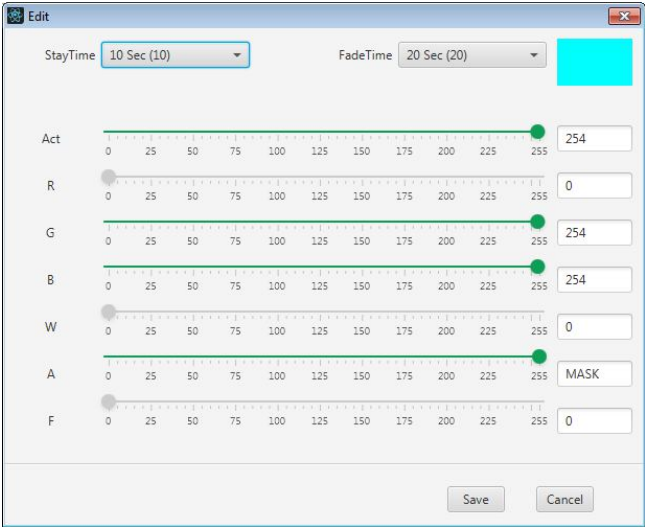 Edit
StayTime 10 Sec (10) FadeTime 20 Sec (20)
Act 254
0 25 50 75 100 125 150 175 200 225 255
R 0
0 25 50 75 100 125 150 175 200 225 255
G 254
0 25 50 75 100 125 150 175 200 225 255
B 254
0 25 50 75 100 125 150 175 200 225 255
W 0
0 25 50 75 100 125 150 175 200 225 255
A MASK
0 25 50 75 100 125 150 175 200 225 255
F 0
0 25 50 75 100 125 150 175 200 225 255
Save Cancel